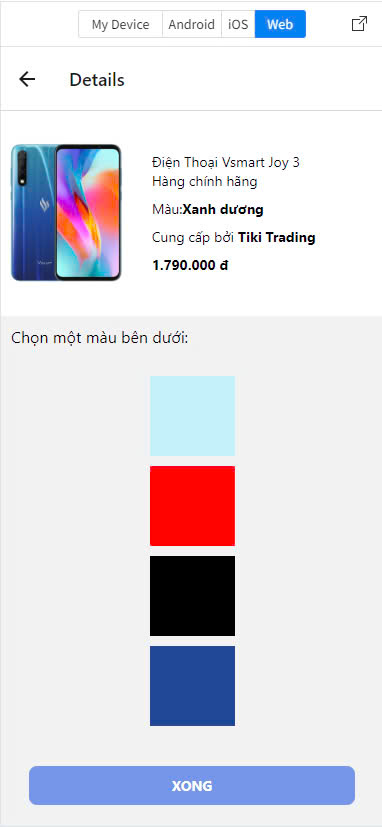 My Device Android iOS Web
Details
Điện Thoại Vsmart Joy 3
Hàng chính hãng
Màu:Xanh dương
Cung cấp bởi Tiki Trading
1.790.000 đ
Chọn một màu bên dưới:
XONG